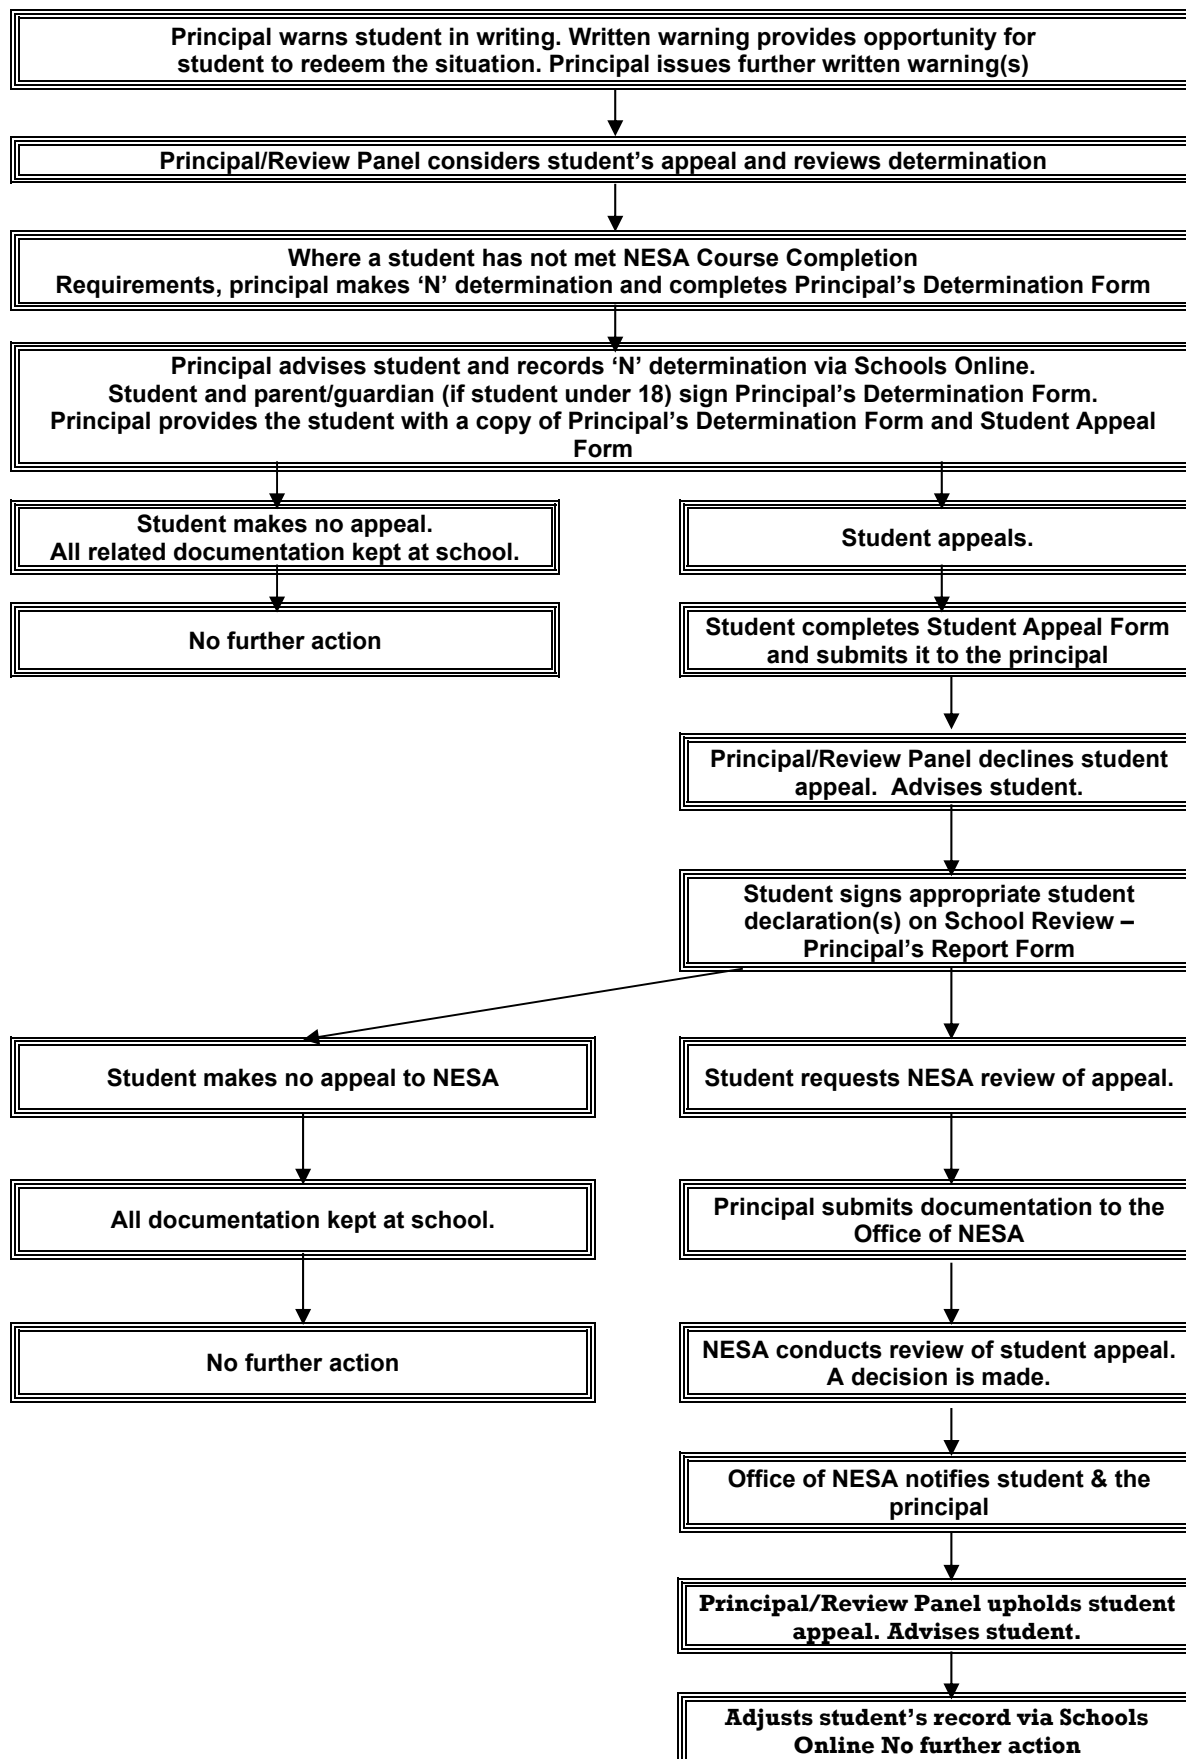 Principal warns student in writing. Written warning provides opportunity for
student to redeem the situation. Principal issues further written warning(s)
Principal/Review Panel considers student’s appeal and reviews determination
Where a student has not met NESA Course Completion
Requirements, principal makes ‘N’ determination and completes Principal’s Determination Form
Principal advises student and records ‘N’ determination via Schools Online.
Student and parent/guardian (if student under 18) sign Principal’s Determination Form.
Principal provides the student with a copy of Principal’s Determination Form and Student Appeal
Form
Student makes no appeal.
All related documentation kept at school.
Student appeals.
No further action
Student completes Student Appeal Form
and submits it to the principal
Principal/Review Panel declines student
appeal.  Advises student.
Student signs appropriate student
declaration(s) on School Review –
Principal’s Report Form
Student makes no appeal to NESA
Student requests NESA review of appeal.
All documentation kept at school.
Principal submits documentation to the
Office of NESA
No further action
NESA conducts review of student appeal.
A decision is made.
Office of NESA notifies student & the
principal
Principal/Review Panel upholds student
appeal. Advises student.
Adjusts student’s record via Schools
Online No further action